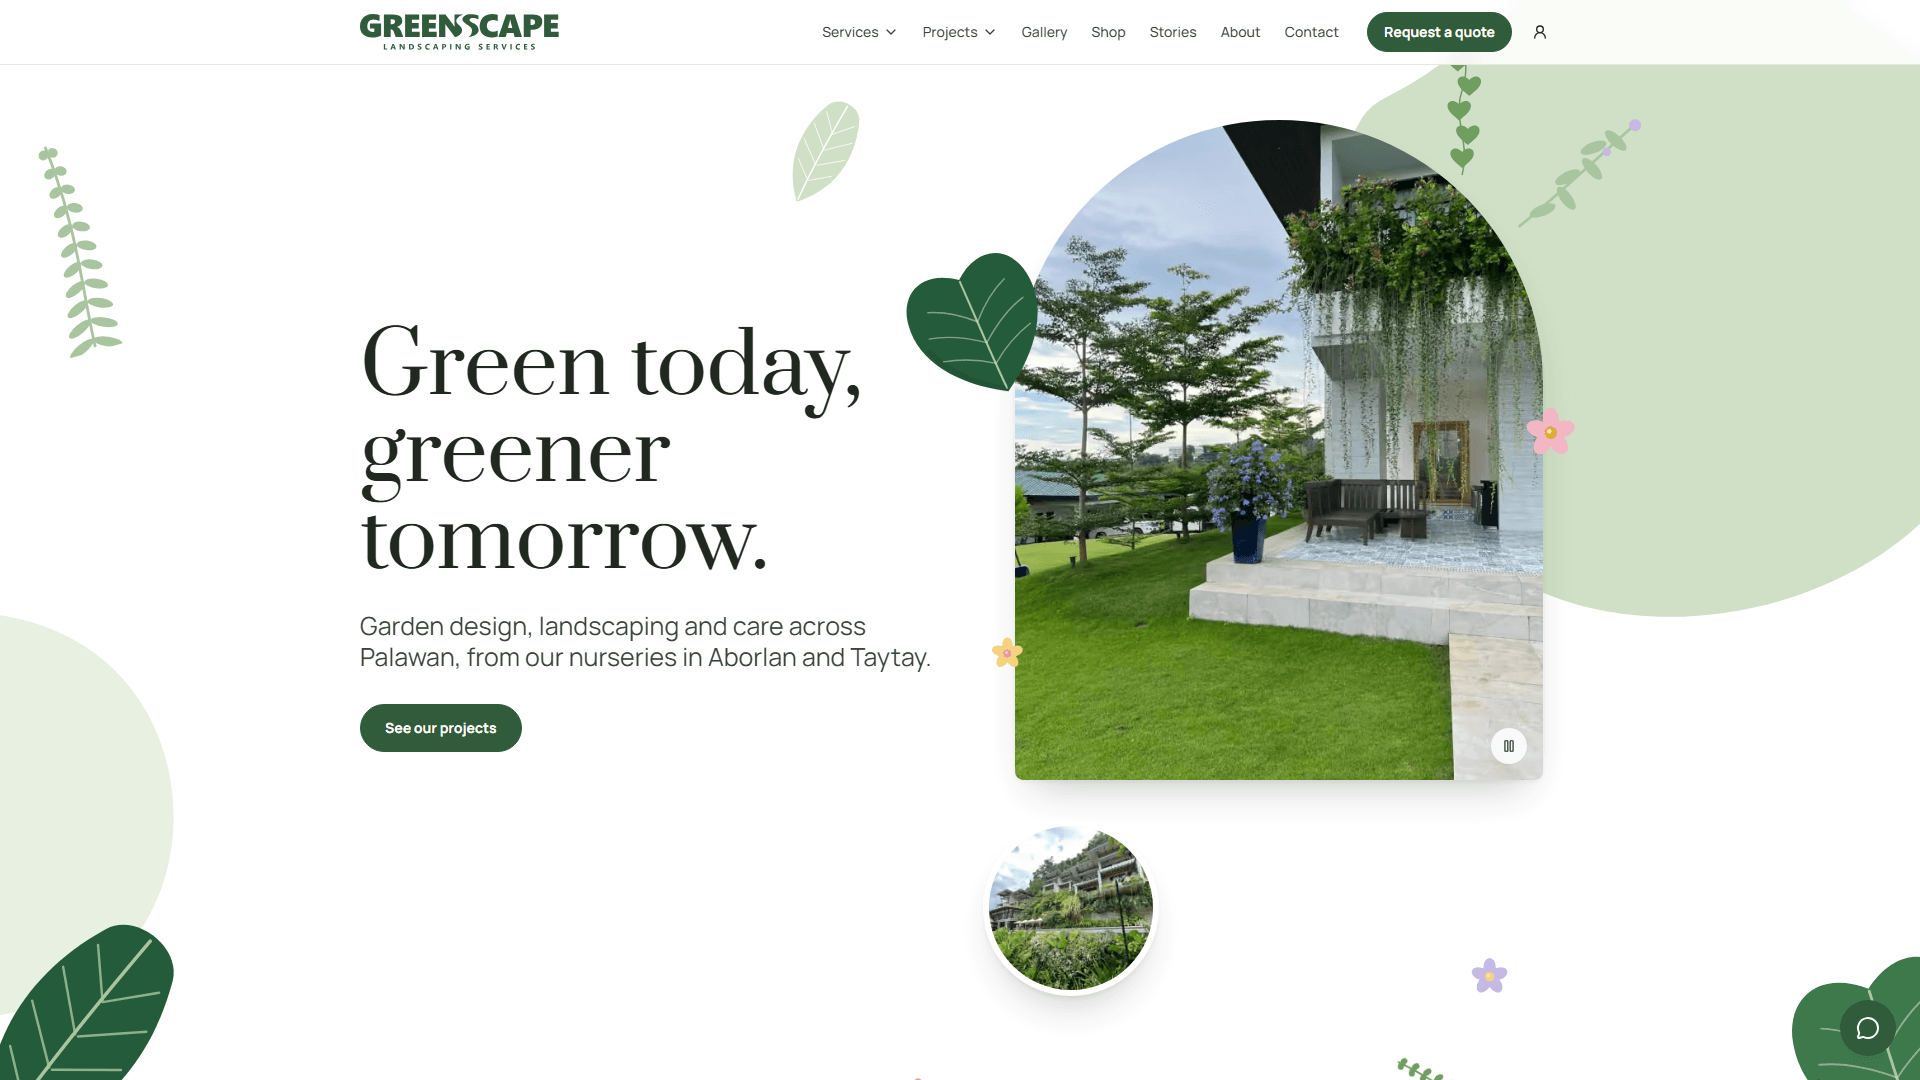 GREENSCAPE
LANDSCAPING SERVICES
Services
Projects
Gallery
Shop
Stories
About
Contact
Request a quote
Green today,
greener
tomorrow.
Garden design, landscaping and care across
Palawan, from our nurseries in Aborlan and Taytay.
See our projects